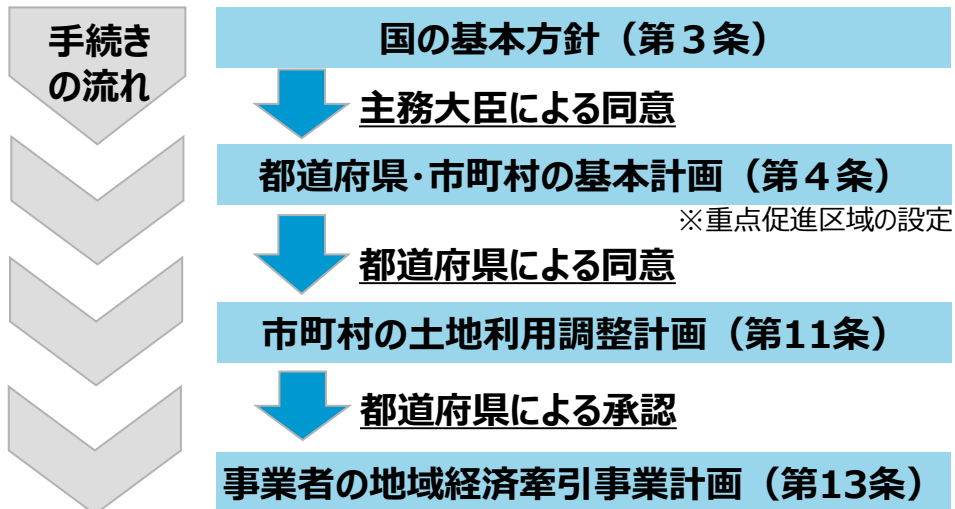 手続き
の流れ
国の基本方針（第３条）
主務大臣による同意
都道府県･市町村の基本計画（第４条）
※重点促進区域の設定
都道府県による同意
市町村の土地利用調整計画（第11条）
都道府県による承認
事業者の地域経済牽引事業計画（第13条）